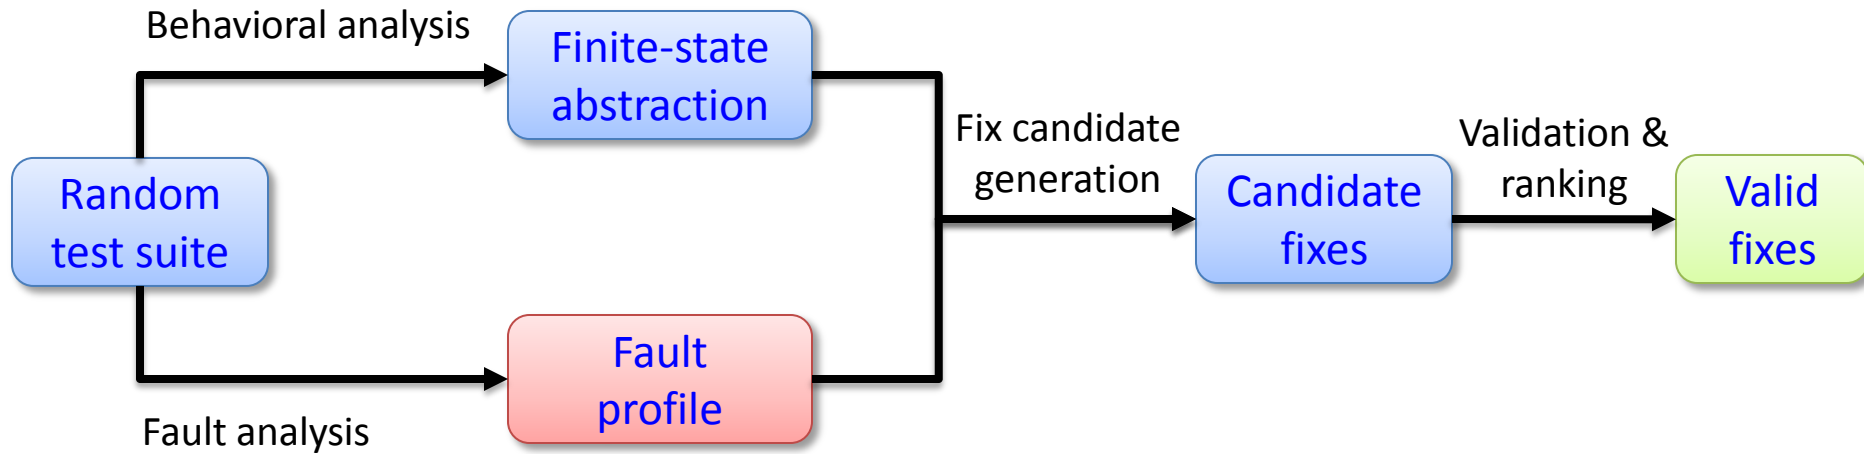 Behavioral analysis
Finite-state
abstraction
Random
test suite
Fault analysis
Fault
profile
Fix candidate
generation
Candidate
fixes
Validation &
ranking
Valid
fixes